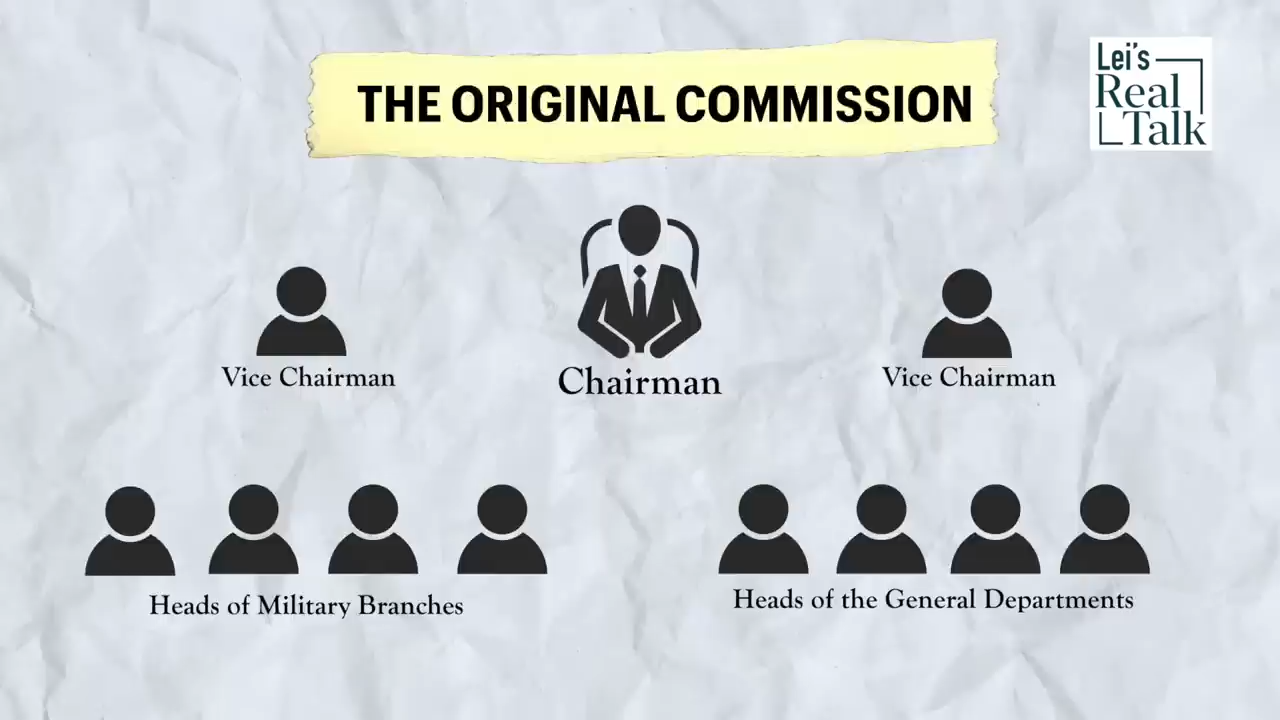 THE ORIGINAL COMMISSION
Lei's
Real
Talk
Vice Chairman
Chairman
Vice Chairman
Heads of Military Branches
Heads of the General Departments